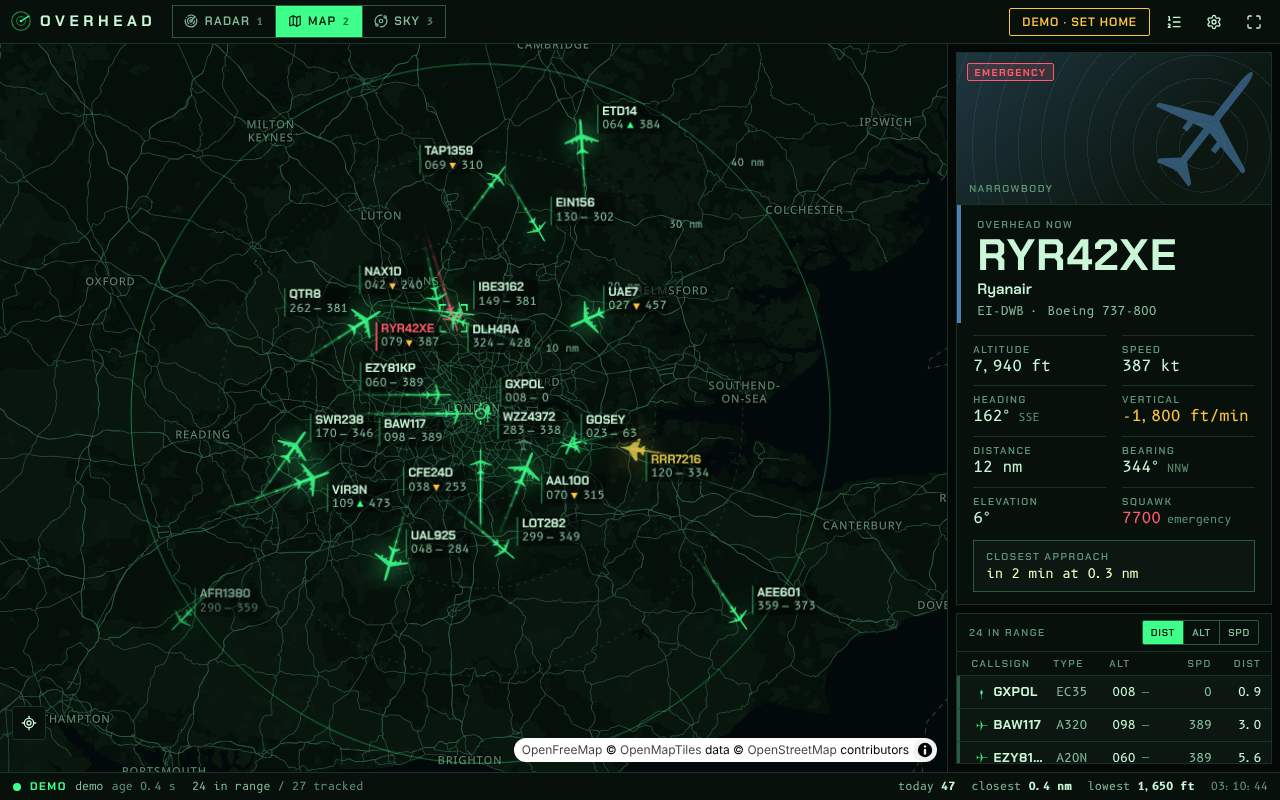 OVERHEAD
RADAR 1
MAP 2
SKY 3
DEMO · SET HOME
CAMBRIDGE
MILTON
KEYNES
IPSWICH
LUTON
COLCHESTER
OXFORD
SOUTHEND-
ON-SEA
READING
CANTERBURY
BRIGHTON
PORTSMOUTH
40 nm
30 nm
10 nm
ETD14
064 ▲ 384
TAP1359
069 ▼ 310
EIN156
130 — 302
NAX1D
042 ▼ 240
IBE3162
149 — 381
QTR8
262 — 381
UAE7
027 ▼ 457
RYR42XE
079 ▼ 387
DLH4RA
324 — 428
EZY81KP
060 — 389
GXPOL
008 — 0
SWR238
170 — 346
BAW117
098 — 389
WZZ4372
283 — 338
GOSEY
023 — 63
RRR7216
120 — 334
CFE24D
038 ▼ 253
AAL100
070 ▼ 315
VIR3N
109 ▲ 473
LOT282
299 — 349
UAL925
048 — 284
AFR1380
290 — 359
AEE601
359 — 373
OpenFreeMap © OpenMapTiles data © OpenStreetMap contributors
EMERGENCY
NARROWBODY
OVERHEAD NOW
RYR42XE
Ryanair
EI-DWB · Boeing 737-800
ALTITUDE
7,940 ft
SPEED
387 kt
HEADING
162° SSE
VERTICAL
-1,800 ft/min
DISTANCE
12 nm
BEARING
344° NNW
ELEVATION
6°
SQUAWK
7700 emergency
CLOSEST APPROACH
in 2 min at 0.3 nm
24 IN RANGE
DIST ALT SPD
CALLSIGN TYPE ALT SPD DIST
GXPOL EC35 008 — 0 0.9
BAW117 A320 098 — 389 3.0
EZY81… A20N 060 — 389 5.6
DEMO demo age 0.4 s 24 in range / 27 tracked
today 47 closest 0.4 nm lowest 1,650 ft 03:10:44